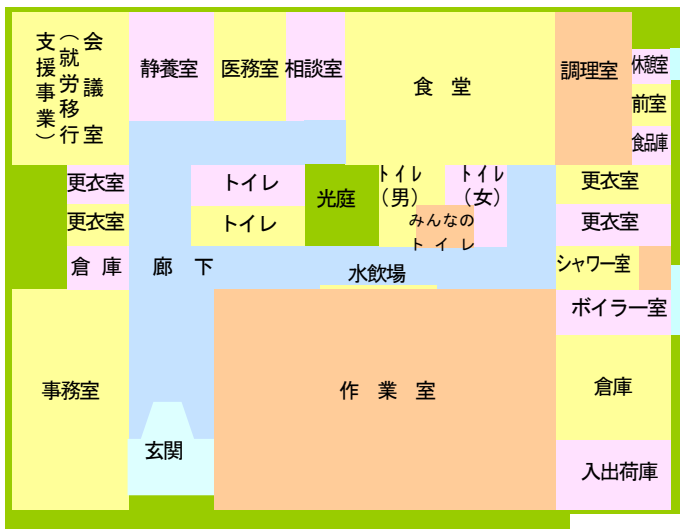 会議室
(就労移行
支援事業)
静養室
医務室
相談室
食堂
調理室
休憩室
前室
食品庫
更衣室
トイレ
光庭
トイレ
(男)
トイレ
(女)
更衣室
更衣室
トイレ
みんなの
トイレ
更衣室
倉庫
廊下
水飲場
シャワー室
ボイラー室
事務室
作業室
倉庫
玄関
入出荷庫